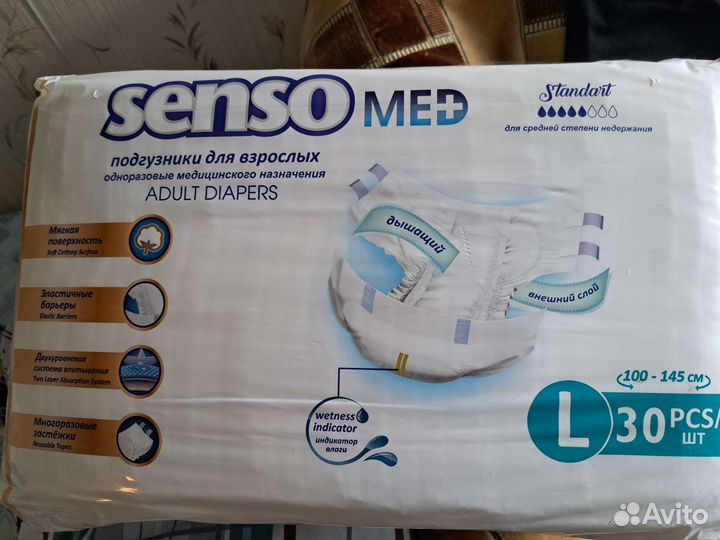 senso MED
Standart
для средней степени недержания
подгузники для взрослых
одноразовые медицинского назначения
ADULT DIAPERS
Мягкая
поверхность
Soft Cottony Surface
Эластичные
барьеры
Elastic Barriers
Двухуровневая
система впитывания
Two Layer Absorption System
Многоразовые
застёжки
Reusable Tapes
дышащий
внешний слой
wetness
indicator
индикатор
влаги
100 - 145 см
L 30 PCS/
шт
Avito